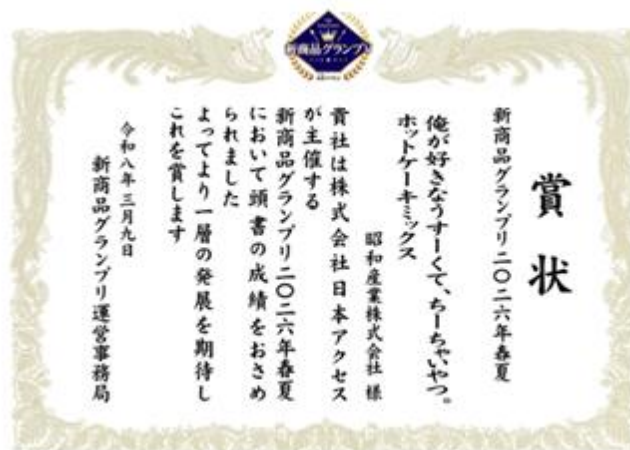 新商品グランプリ
賞状
新商品グランプリ二〇二六年春夏
俺が好きなうすーくて、ちーちゃいやつ。
ホットケーキミックス
昭和産業株式会社 様
貴社は株式会社日本アクセス
が主催する
新商品グランプリ二〇二六年春夏
において頭書の成績をおさめ
られました
よってより一層の発展を期待し
これを賞します
令和八年三月九日
新商品グランプリ運営事務局